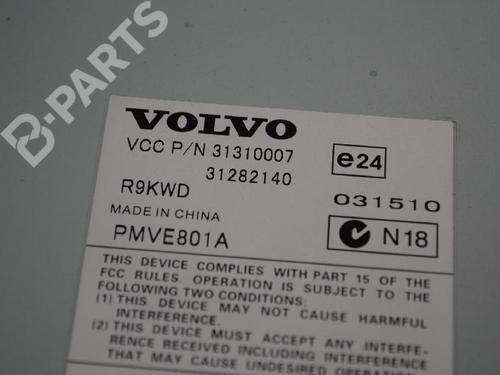 B-PARTS
VOLVO
VCC P/N 31310007
31282140
e24
R9KWD
031510
MADE IN CHINA
PMVE801A
N18
THIS DEVICE COMPLIES WITH PART 15 OF THE
FCC RULES. OPERATION IS SUBJECT TO THE
FOLLOWING TWO CONDITIONS:
(1) THIS DEVICE MAY NOT CAUSE HARMFUL
INTERFERENCE.
(2) THIS DEVICE MUST ACCEPT ANY INTERFE-
RENCE RECEIVED INCLUDING INTERFERENCE
THAT MAY CAUSE UNDESIRED OPERATION.